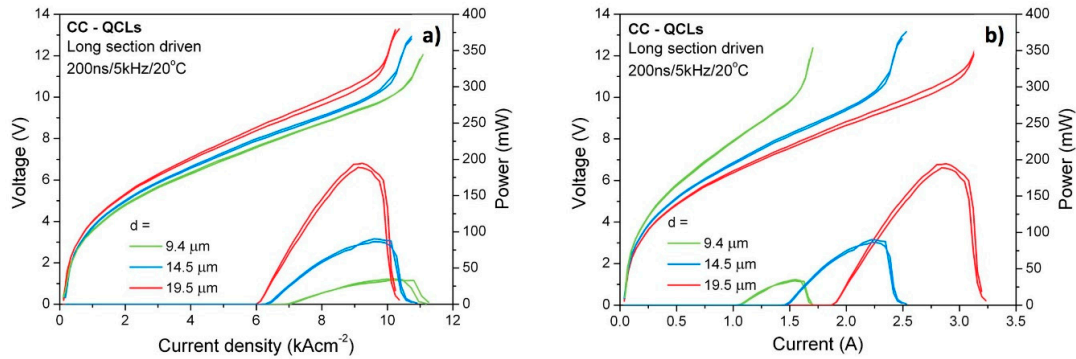 CC - QCLs
Long section driven
200ns/5kHz/20°C
a)
14
12
10
8
6
4
2
0
Voltage (V)
400
350
300
250
200
150
100
50
0
Power (mW)
d =
9.4 µm
14.5 µm
19.5 µm
0 2 4 6 8 10 12
Current density (kAcm⁻²)
CC - QCLs
Long section driven
200ns/5kHz/20°C
b)
14
12
10
8
6
4
2
0
Voltage (V)
400
350
300
250
200
150
100
50
0
Power (mW)
d =
9.4 µm
14.5 µm
19.5 µm
0.0 0.5 1.0 1.5 2.0 2.5 3.0 3.5
Current (A)